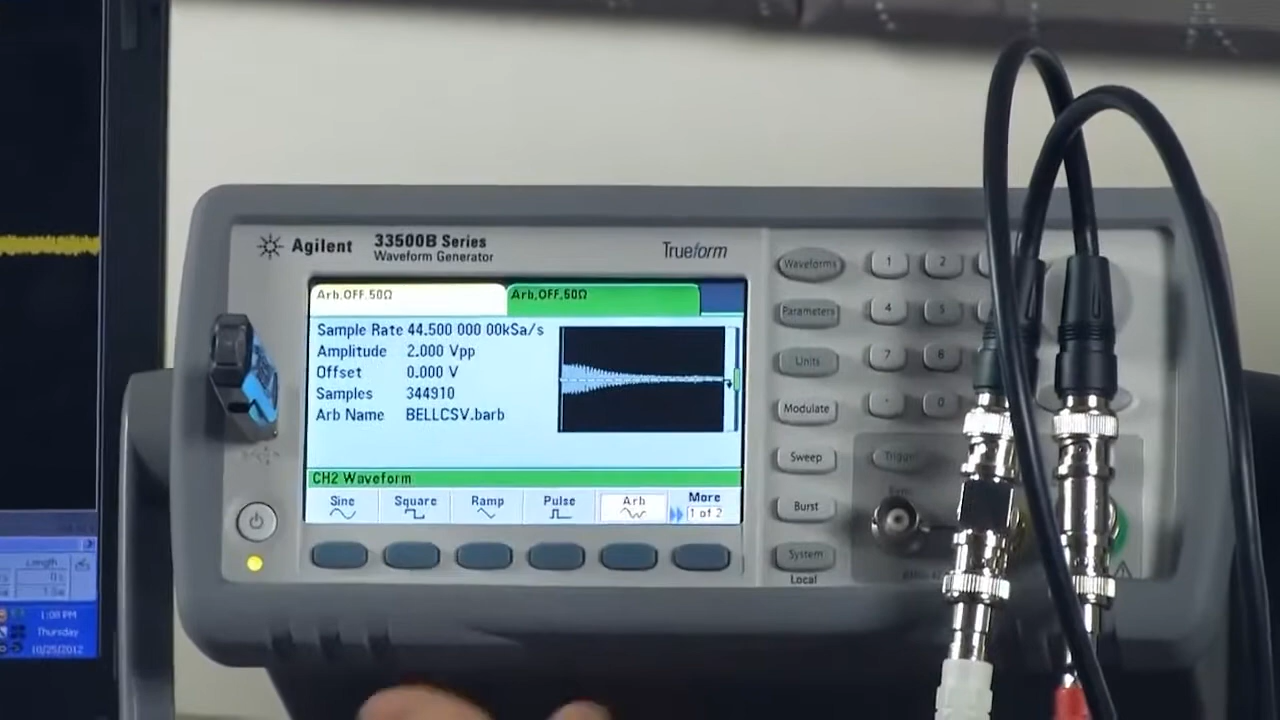 Agilent
33500B Series
Waveform Generator
Trueform
Arb,OFF,50Ω
Arb,OFF,50Ω
Sample Rate 44.500 000 00kSa/s
Amplitude 2.000 Vpp
Offset 0.000 V
Samples 344910
Arb Name BELLCSV.barb
CH2 Waveform
Sine
Square
Ramp
Pulse
Arb
More
1 of 2
Waveforms
Parameters
Units
Modulate
Sweep
Burst
System
Local
1
2
4
5
7
8
0
Trigger
Sync
Length
1:08 PM
Thursday
10/25/2012